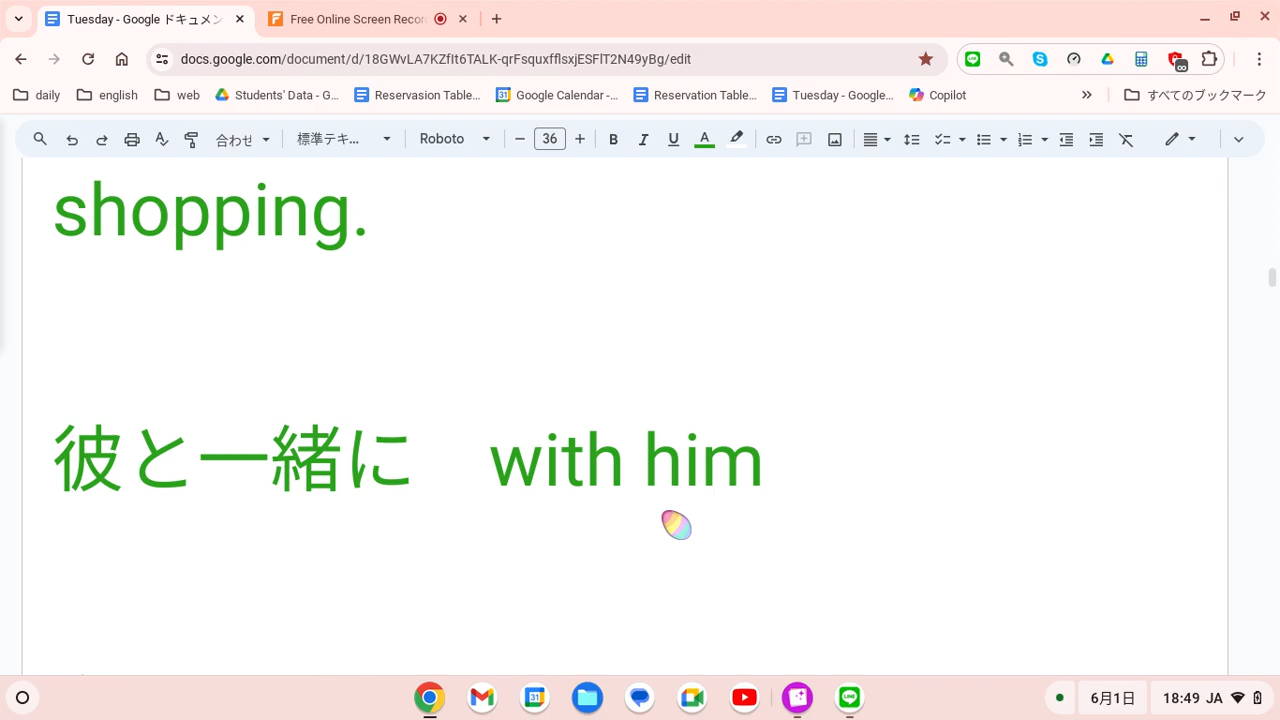 Tuesday - Google ドキュメン
Free Online Screen Recor
docs.google.com/document/d/18GWvLA7KZfIt6TALK-qrFsquxfflsxjESFlT2N49yBg/edit
daily
english
web
Students' Data - G...
Reservasion Table...
Google Calendar -...
Reservation Table...
Tuesday - Google...
Copilot
すべてのブックマーク
合わせ
標準テキ...
Roboto
36
shopping.
彼と一緒に　with him
6月1日
18:49 JA